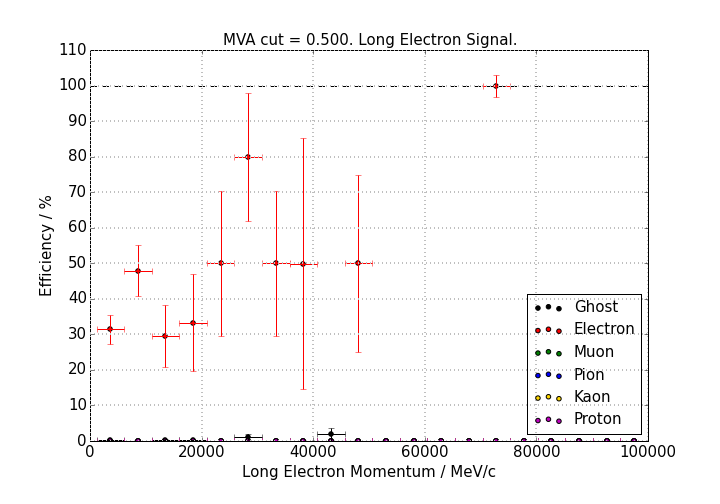 MVA cut = 0.500. Long Electron Signal.
110
100
90
80
70
60
50
40
30
20
10
0
Efficiency / %
Ghost
Electron
Muon
Pion
Kaon
Proton
0 20000 40000 60000 80000 100000
Long Electron Momentum / MeV/c